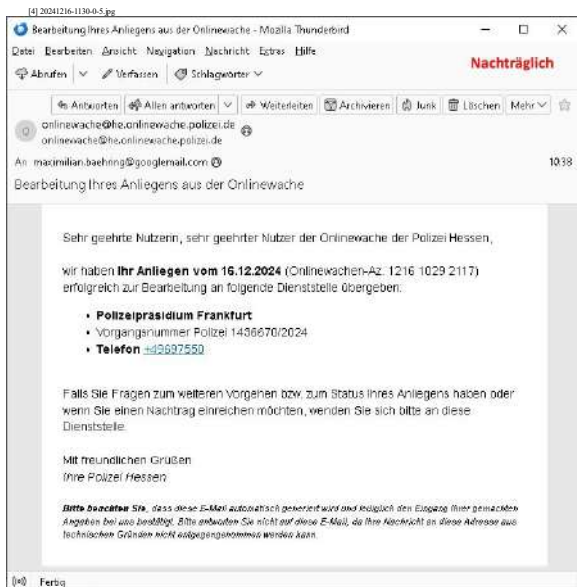 [4] 20241216-1130-0-5.jpg
Bearbeitung Ihres Anliegens aus der Onlinewache - Mozilla Thunderbird
Datei Bearbeiten Ansicht Navigation Nachricht Extras Hilfe
Nachträglich
Abrufen Verfassen Schlagwörter
Antworten Allen antworten Weiterleiten Archivieren Junk Löschen Mehr
onlinewache@he.onlinewache.polizei.de
onlinewache@he.onlinewache.polizei.de
An maximilian.baehring@googlemail.com 10:38
Bearbeitung Ihres Anliegens aus der Onlinewache
Sehr geehrte Nutzerin, sehr geehrter Nutzer der Onlinewache der Polizei Hessen,
wir haben Ihr Anliegen vom 16.12.2024 (Onlinewachen-Az. 1216 1029 2117)
erfolgreich zur Bearbeitung an folgende Dienststelle übergeben:
• Polizeipräsidium Frankfurt
• Vorgangsnummer Polizei 1436670/2024
• Telefon +49697550
Falls Sie Fragen zum weiteren Vorgehen bzw. zum Status Ihres Anliegens haben oder
wenn Sie einen Nachtrag einreichen möchten, wenden Sie sich bitte an diese
Dienststelle.
Mit freundlichen Grüßen
Ihre Polizei Hessen
Bitte beachten Sie, dass diese E-Mail automatisch generiert wird und lediglich den Eingang Ihrer gemachten
Angaben bei uns bestätigt. Bitte antworten Sie nicht auf diese E-Mail, da Ihre Nachricht an diese Adresse aus
technischen Gründen nicht entgegengenommen werden kann.
Fertig